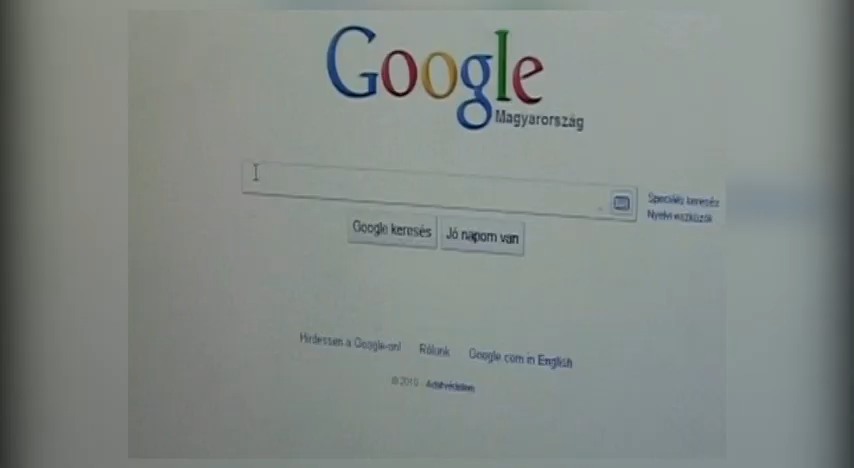 Google
Magyarország
Speciális keresés
Nyelvi eszközök
Google keresés
Jó napom van
Hirdessen a Google-on!
Rólunk
Google.com in English
© 2010 - Adatvédelem